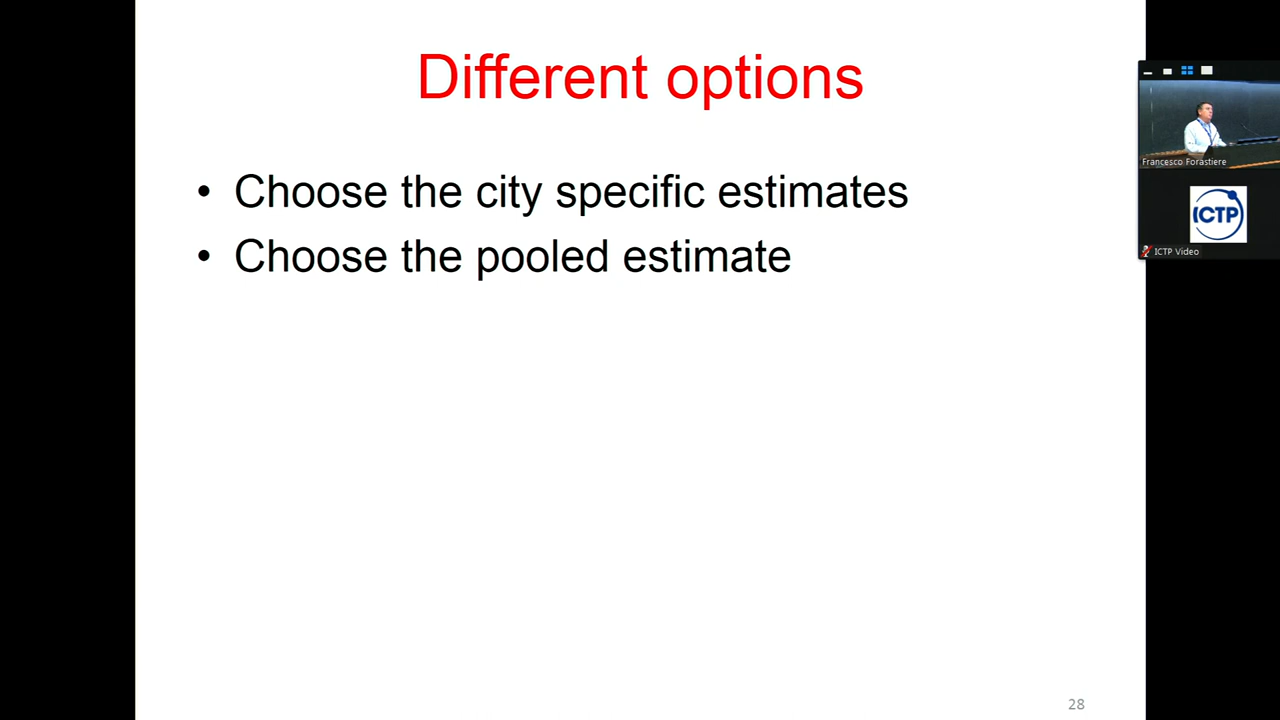 Different options
• Choose the city specific estimates
• Choose the pooled estimate
Francesco Forastiere
ICTP
ICTP Video
28